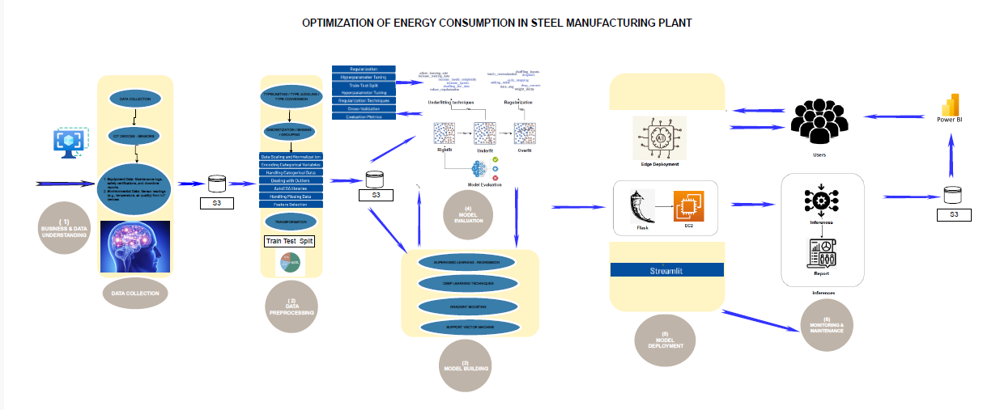 OPTIMIZATION OF ENERGY CONSUMPTION IN STEEL MANUFACTURING PLANT
DATA COLLECTION
IOT DEVICES - SENSORS
1. Equipment Data: Maintenance logs,
safety certifications, and downtime
reports.
2. Environmental Data: Sensor readings
(e.g., temperature, air quality) from IoT
devices
( 1)
BUSINESS & DATA
UNDERSTANDING
DATA COLLECTION
S3
TYPE CONVERSION
DISCRETIZATION / BINNING
/ GROUPING
Data Scaling and Normalization
Encoding Categorical Variables
Handling Categorical Data
Dealing with Outliers
AutoEDA libraries
Handling Missing Data
Feature Selection
TRANSFORMATION
Train Test Split
( 2)
DATA
PREPROCESSING
Regularization
Hyperparameter Tuning
Train-Test Split
Hyperparameter Tuning
Regularization Techniques
Cross-Validation
Evaluation Metrics
S3
Underfitting techniques
Regularization
Rightfit
Underfit
Overfit
Model Evaluation
(4)
MODEL
EVALUATION
SUPERVISED LEARNING - REGRESSION
DEEP LEARNING TECHNIQUES
GRADIENT BOOSTING
SUPPORT VECTOR MACHINE
(3)
MODEL BUILDING
AI
Edge Deployment
Flask
EC2
Streamlit
(5)
MODEL
DEPLOYMENT
Users
Inferences
Report
Inferences
(6)
MONITORING &
MAINTENANCE
Power BI
S3